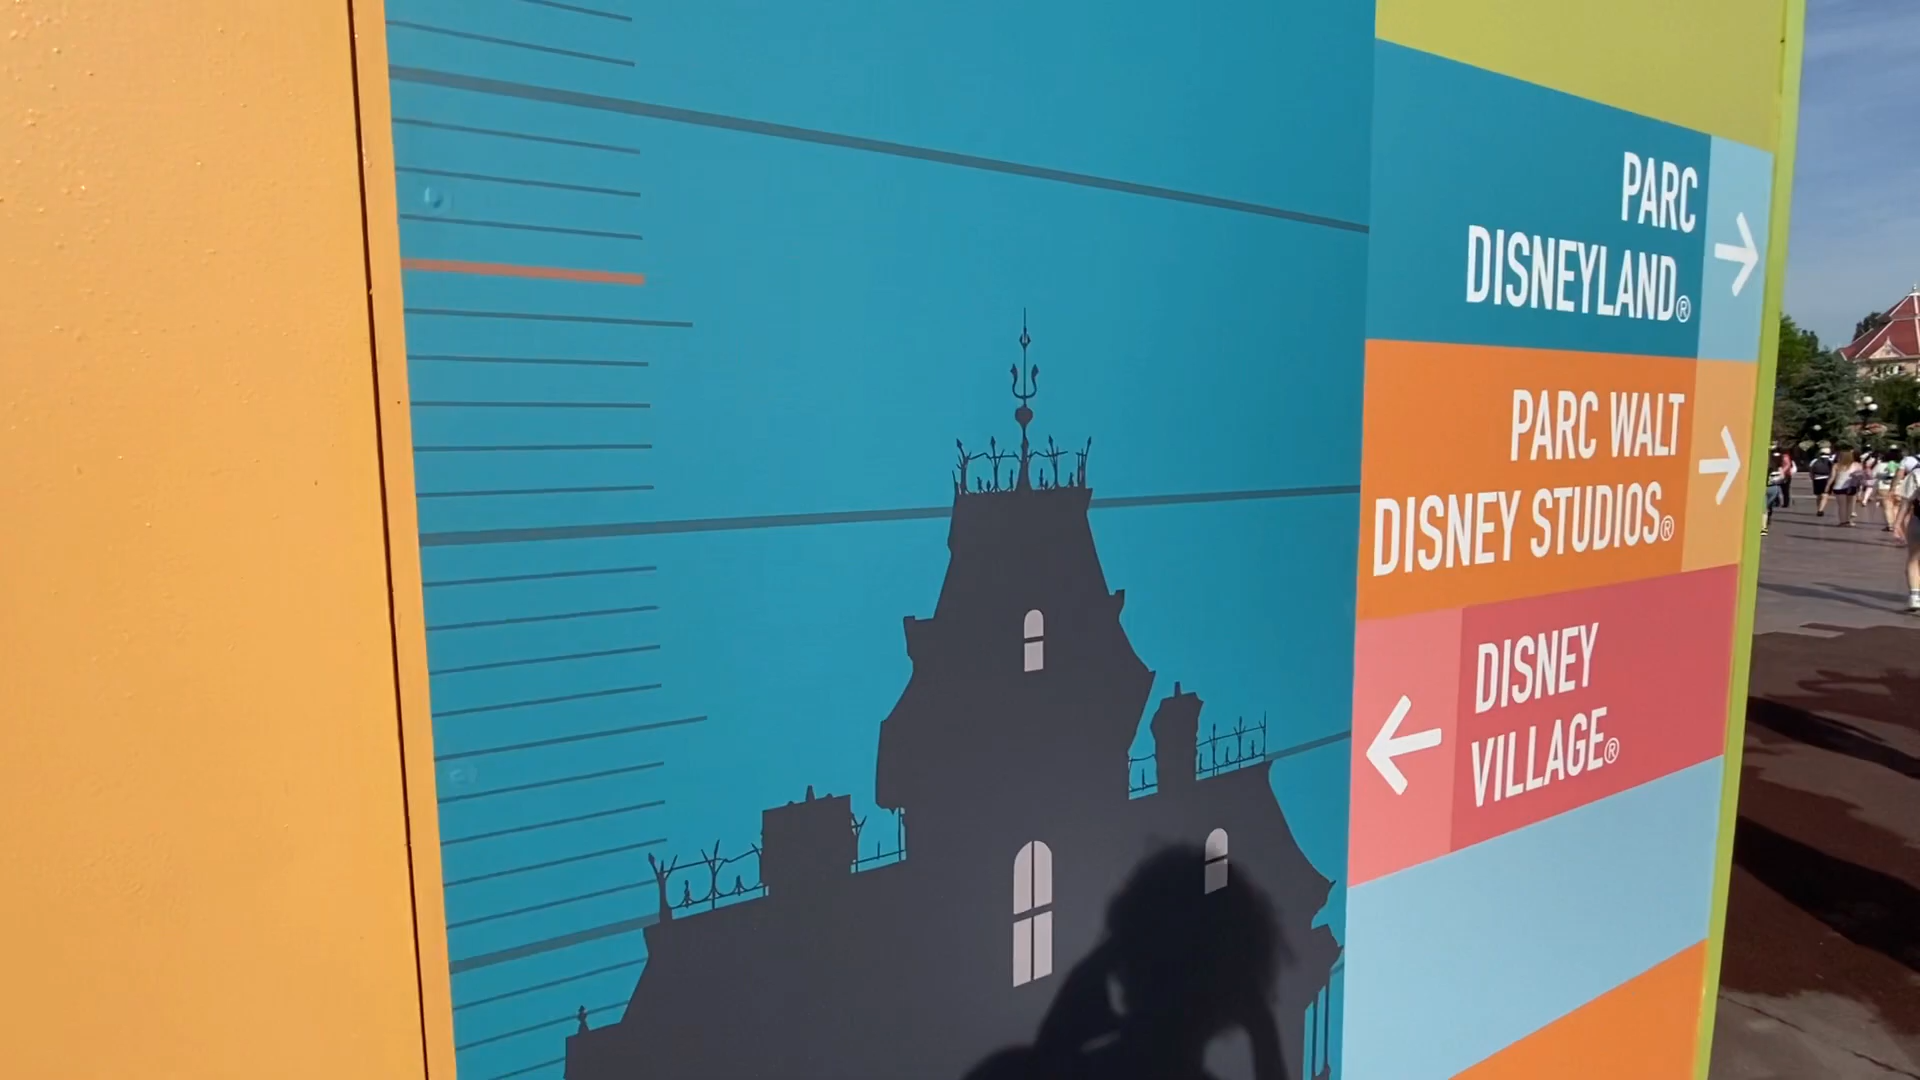 PARC
DISNEYLAND®
PARC WALT
DISNEY STUDIOS®
DISNEY
VILLAGE®